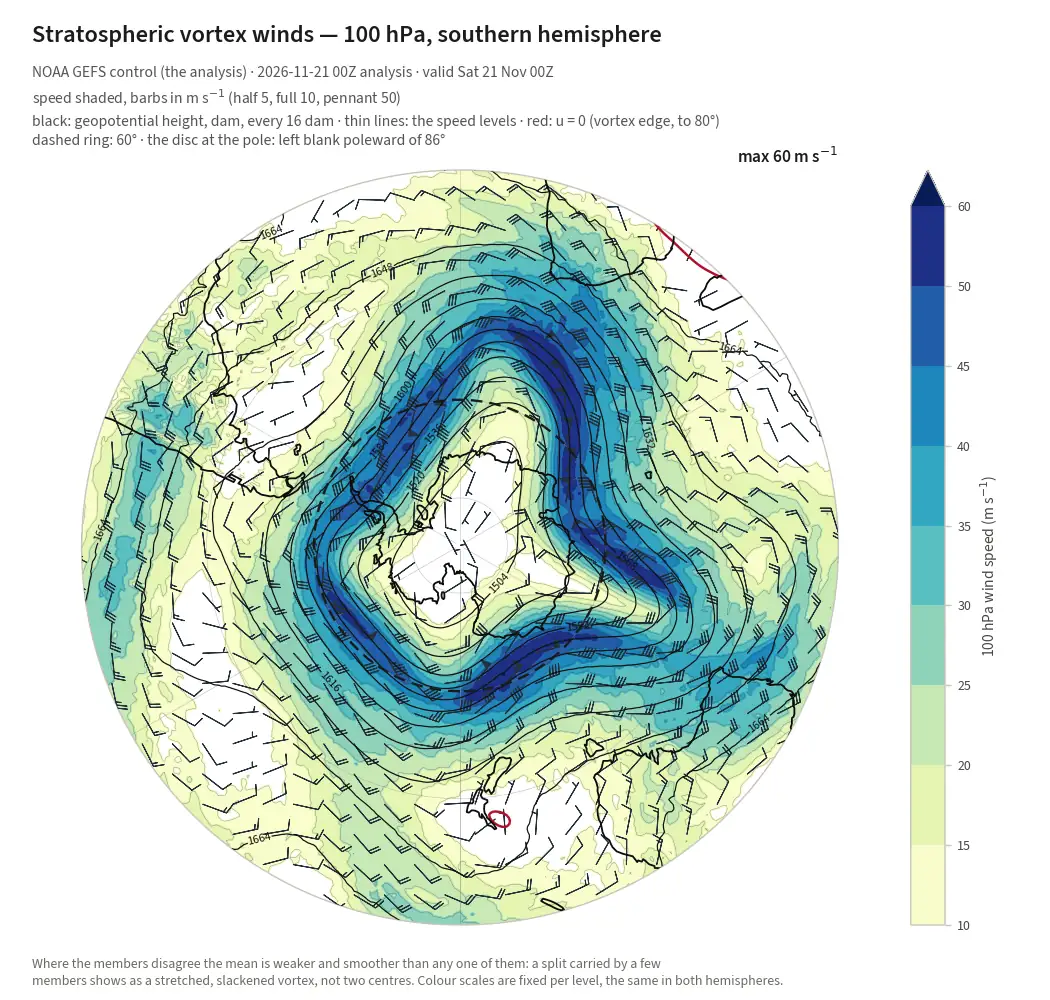 Stratospheric vortex winds — 100 hPa, southern hemisphere
NOAA GEFS control (the analysis) · 2026-11-21 00Z analysis · valid Sat 21 Nov 00Z
speed shaded, barbs in m s⁻¹ (half 5, full 10, pennant 50)
black: geopotential height, dam, every 16 dam · thin lines: the speed levels · red: u = 0 (vortex edge, to 80°)
dashed ring: 60° · the disc at the pole: left blank poleward of 86°
max 60 m s⁻¹
1664
1648
1664
1600
1632
1664
1504
1616
1664
1664
60
50
45
40
35
30
25
20
15
10
100 hPa wind speed (m s⁻¹)
Where the members disagree the mean is weaker and smoother than any one of them: a split carried by a few
members shows as a stretched, slackened vortex, not two centres. Colour scales are fixed per level, the same in both hemispheres.